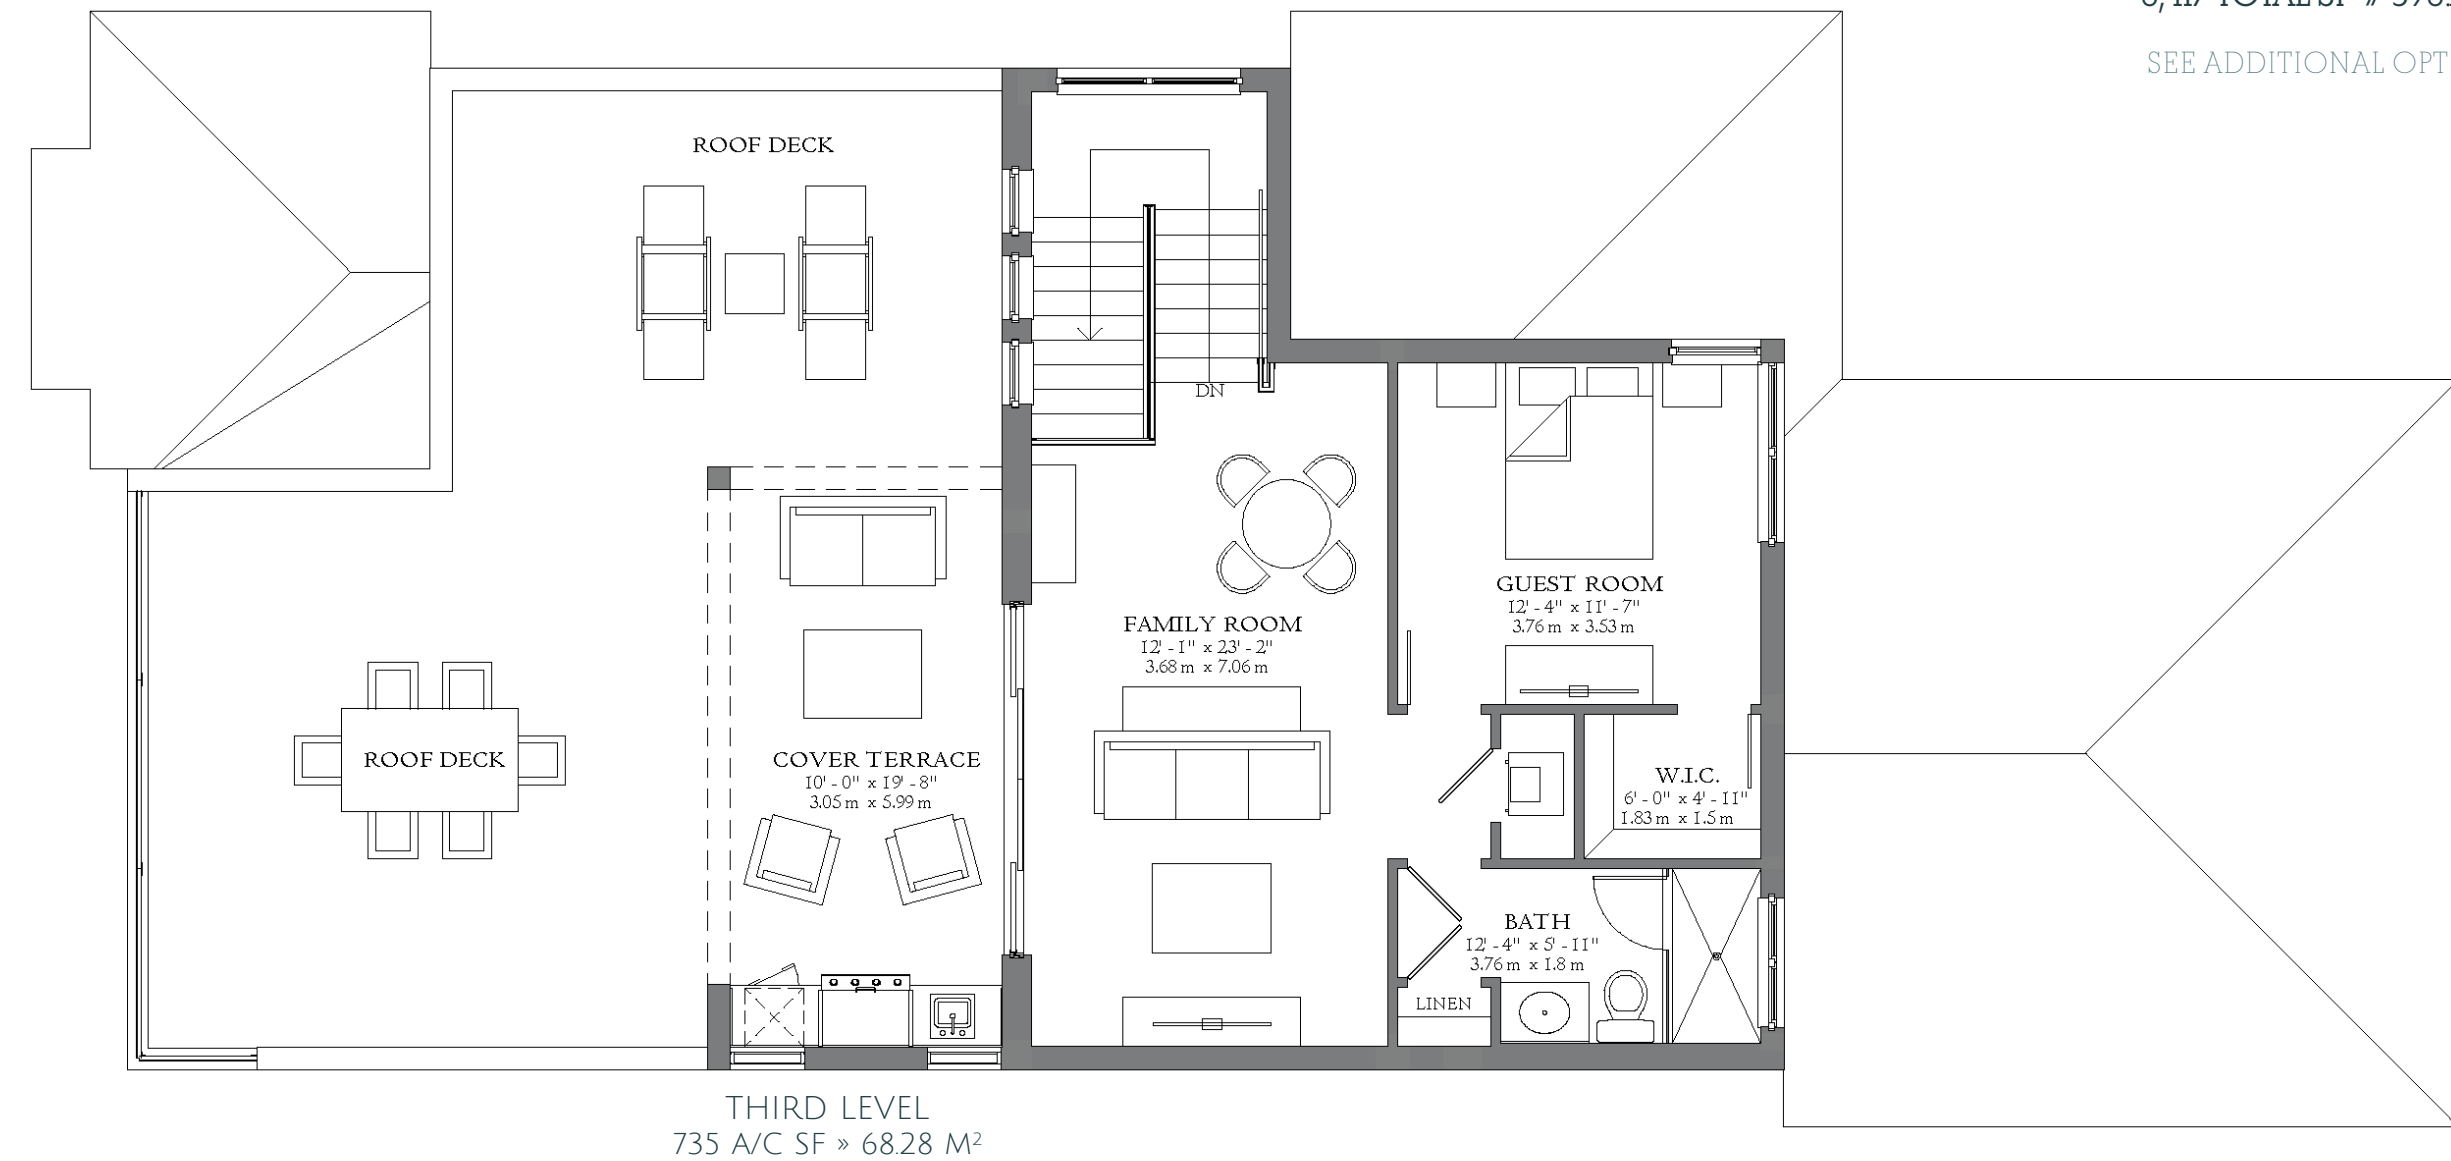 TOTAL SF
SEE ADDITIONAL OPT
ROOF DECK
DN
GUEST ROOM
12' - 4" x 11' - 7"
3.76 m x 3.53 m
FAMILY ROOM
12' - 1" x 23' - 2"
3.68 m x 7.06 m
ROOF DECK
COVER TERRACE
10' - 0" x 19' - 8"
3.05 m x 5.99 m
W.I.C.
6' - 0" x 4' - 11"
1.83 m x 1.5 m
BATH
12' - 4" x 5' - 11"
3.76 m x 1.8 m
LINEN
THIRD LEVEL
735 A/C SF » 68.28 M²